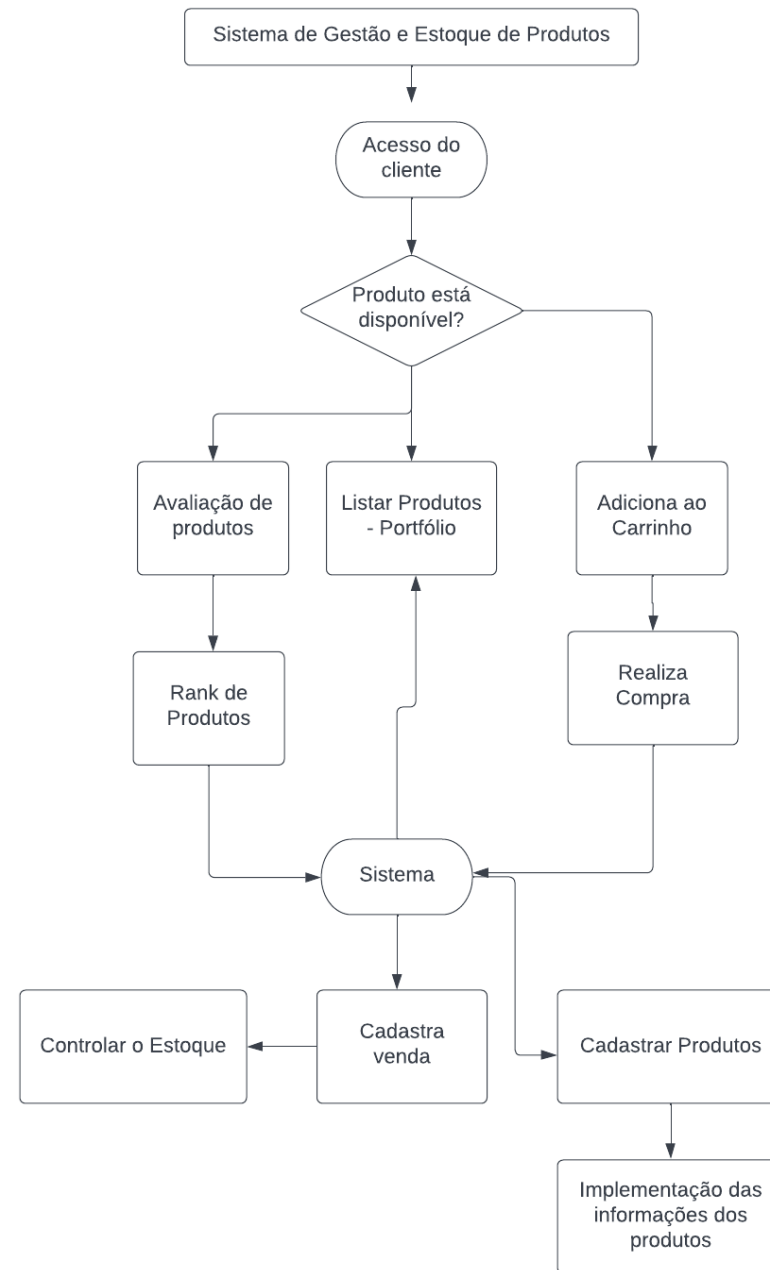 Sistema de Gestão e Estoque de Produtos
Acesso do
cliente
Produto está
disponível?
Avaliação de
produtos
Listar Produtos
- Portfólio
Adiciona ao
Carrinho
Rank de
Produtos
Realiza
Compra
Sistema
Controlar o Estoque
Cadastra
venda
Cadastrar Produtos
Implementação das
informações dos
produtos